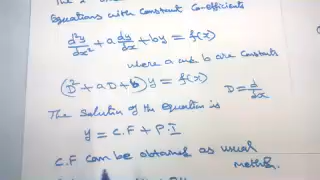 Equations with Constant Co-efficients
d²y/dx² + a dy/dx + by = f(x)
where a and b are constants
(D² + aD + b) y = f(x)
D = d/dx
The solution of the equation is
y = C.F + P.I
C.F can be obtained as usual
method.